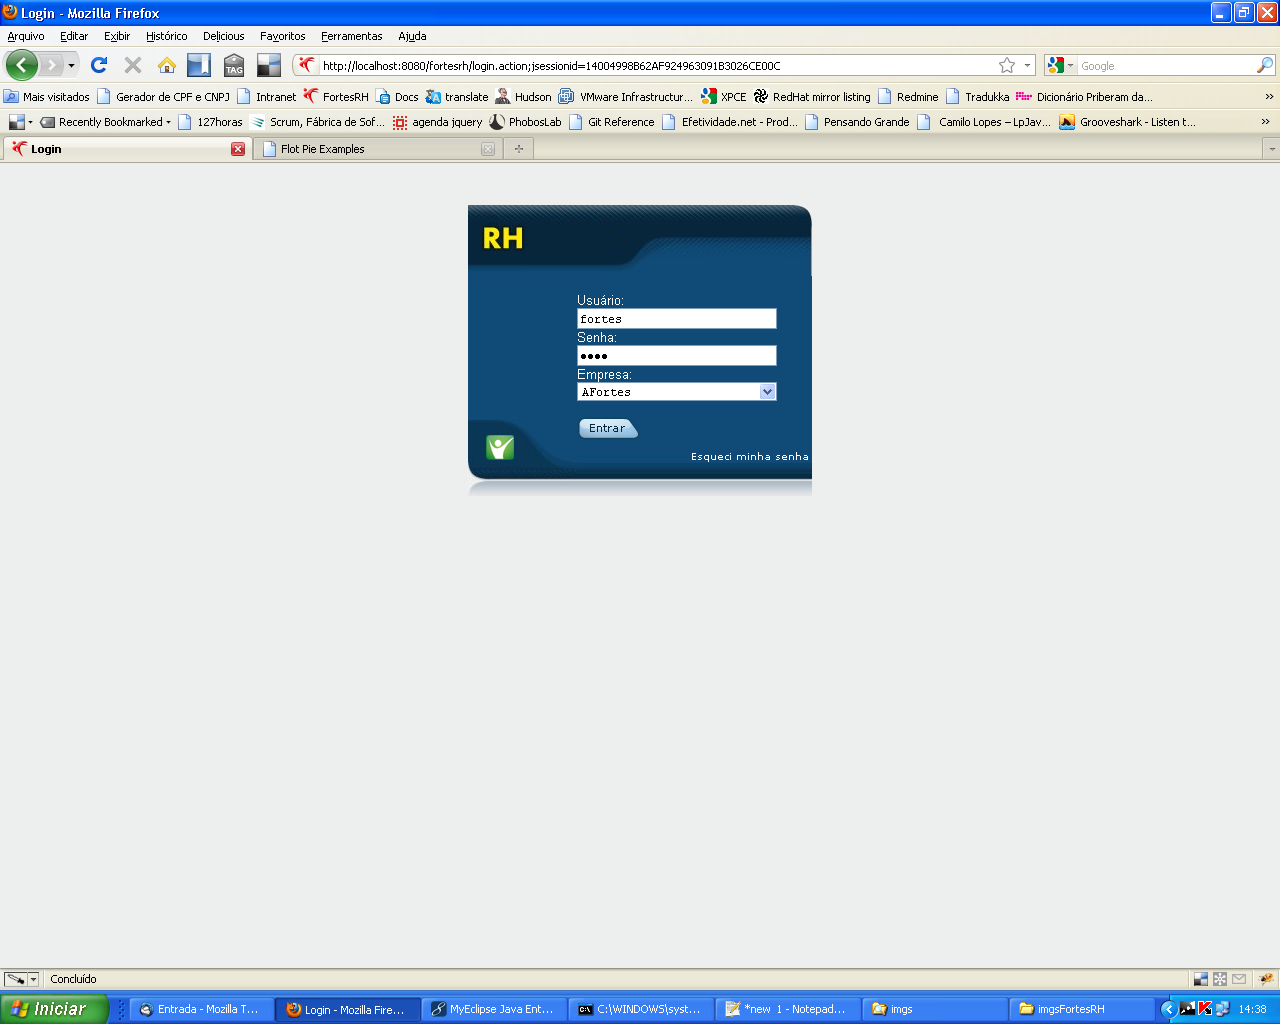 Login - Mozilla Firefox
Arquivo Editar Exibir Histórico Delicious Favoritos Ferramentas Ajuda
TAG http://localhost:8080/fortesrh/login.action;jsessionid=14004998B62AF924963091B3026CE00C Google
Mais visitados Gerador de CPF e CNPJ Intranet FortesRH Docs translate Hudson VMware Infrastructur... XPCE RedHat mirror listing Redmine Tradukka Dicionário Priberam da... »
Recently Bookmarked 127horas Scrum, Fábrica de Sof... agenda jquery PhobosLab Git Reference Efetividade.net - Prod... Pensando Grande Camilo Lopes – LpJav... Grooveshark - Listen t... »
Login Flot Pie Examples
RH
Usuário:
fortes
Senha:
••••
Empresa:
AFortes
Entrar
Esqueci minha senha
Concluído
Iniciar Entrada - Mozilla T... Login - Mozilla Fire... MyEclipse Java Ent... C:\WINDOWS\syst... *new 1 - Notepad... imgs imgsFortesRH 14:38